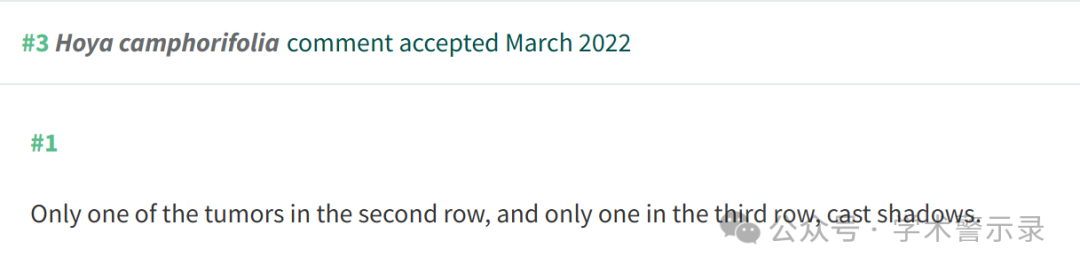 #3 Hoya camphorifolia comment accepted March 2022
#1
Only one of the tumors in the second row, and only one in the third row, cast shadows.
公众号 · 学术警示录